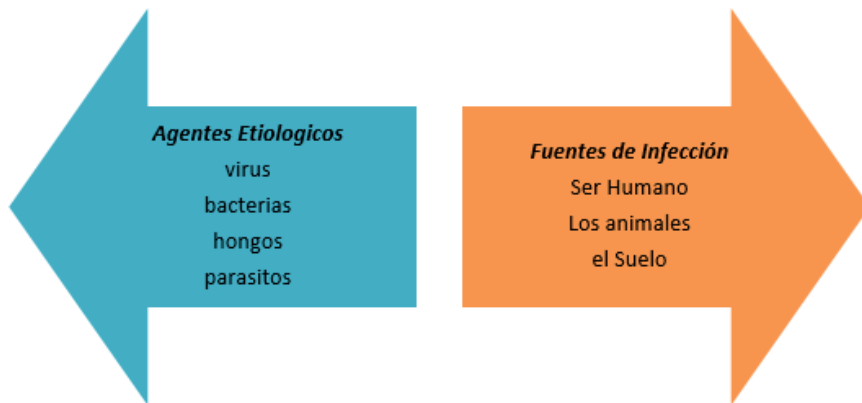 Agentes Etiologicos
virus
bacterias
hongos
parasitos
Fuentes de Infección
Ser Humano
Los animales
el Suelo